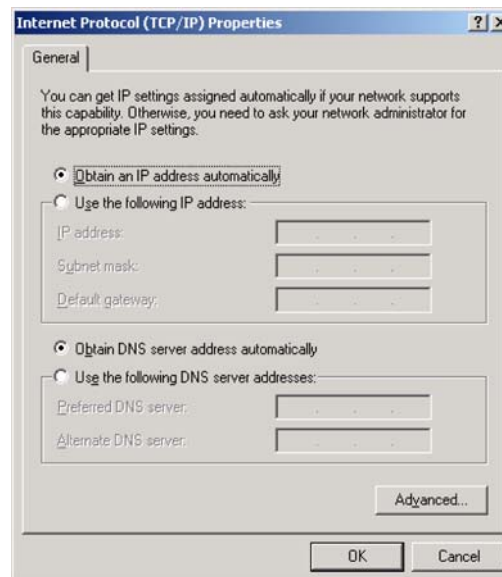 Internet Protocol (TCP/IP) Properties
General
You can get IP settings assigned automatically if your network supports
this capability. Otherwise, you need to ask your network administrator for
the appropriate IP settings.
Obtain an IP address automatically
Use the following IP address:
IP address:
Subnet mask:
Default gateway:
Obtain DNS server address automatically
Use the following DNS server addresses:
Preferred DNS server:
Alternate DNS server:
Advanced...
OK Cancel